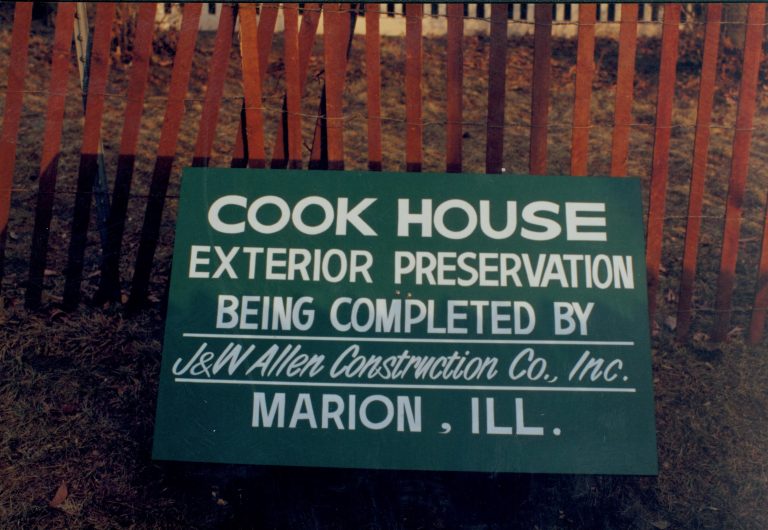 COOK HOUSE
EXTERIOR PRESERVATION
BEING COMPLETED BY
J&W Allen Construction Co., Inc.
MARION, ILL.